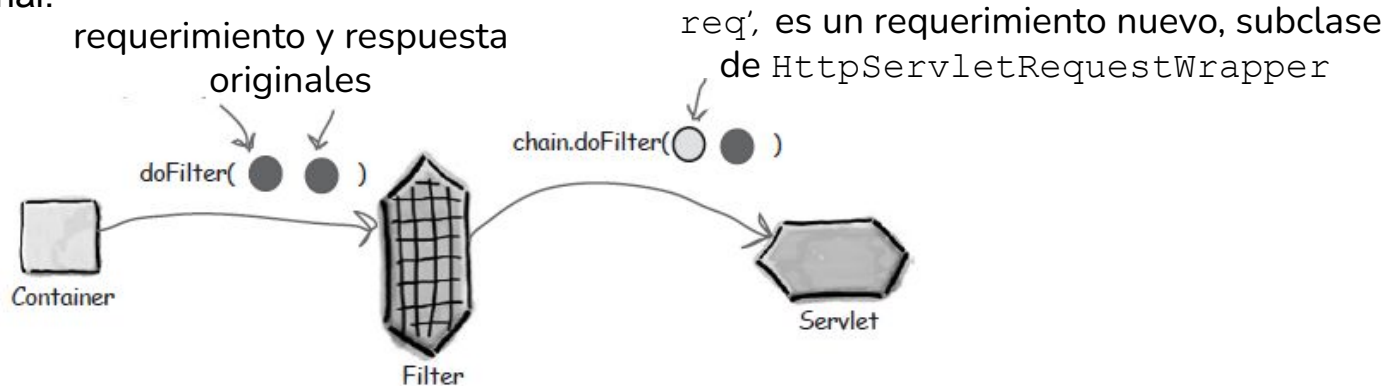 requerimiento y respuesta
originales
req', es un requerimiento nuevo, subclase
de HttpServletRequestWrapper
doFilter( )
chain.doFilter( )
Container
Filter
Servlet